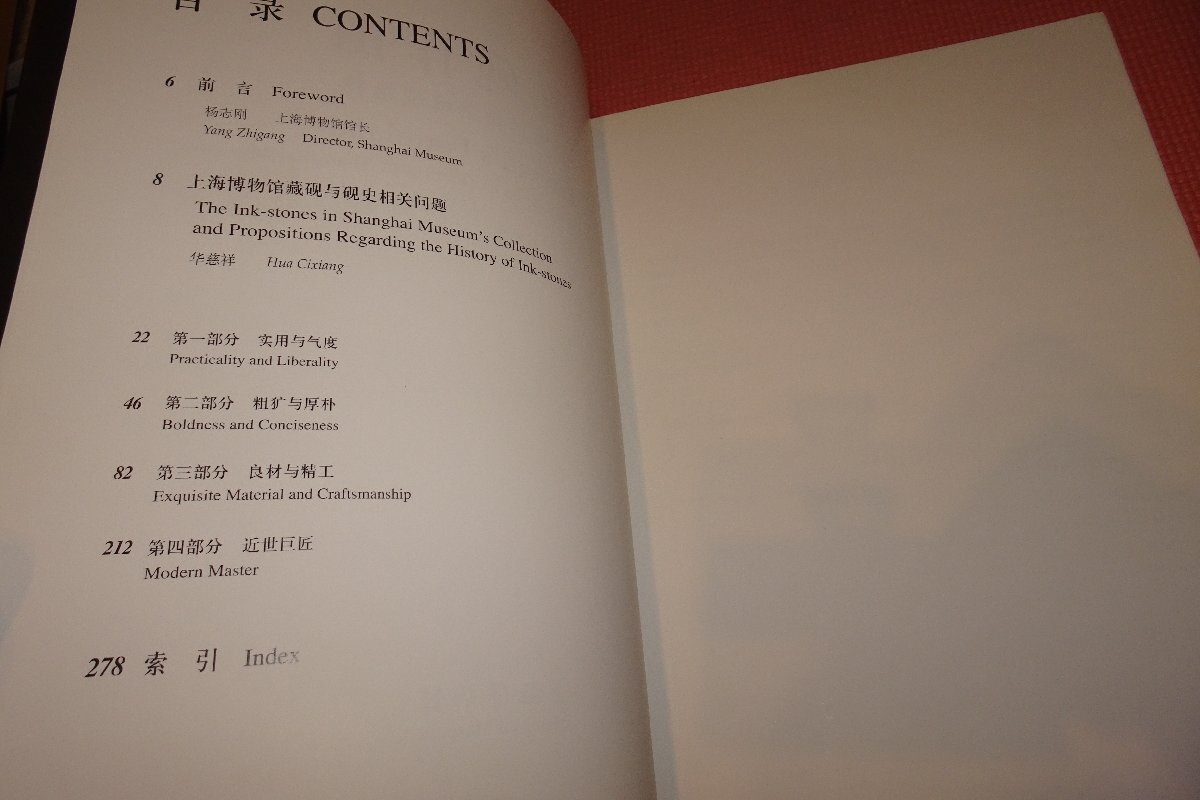 目 录 CONTENTS
6 前 言 Foreword
杨志刚 上海博物馆馆长
Yang Zhigang Director, Shanghai Museum
8 上海博物馆藏砚与砚史相关问题
The Ink-stones in Shanghai Museum's Collection
and Propositions Regarding the History of Ink-stones
华慈祥 Hua Cixiang
22 第一部分 实用与气度
Practicality and Liberality
46 第二部分 粗犷与厚朴
Boldness and Conciseness
82 第三部分 良材与精工
Exquisite Material and Craftsmanship
212 第四部分 近世巨匠
Modern Master
278 索 引 Index